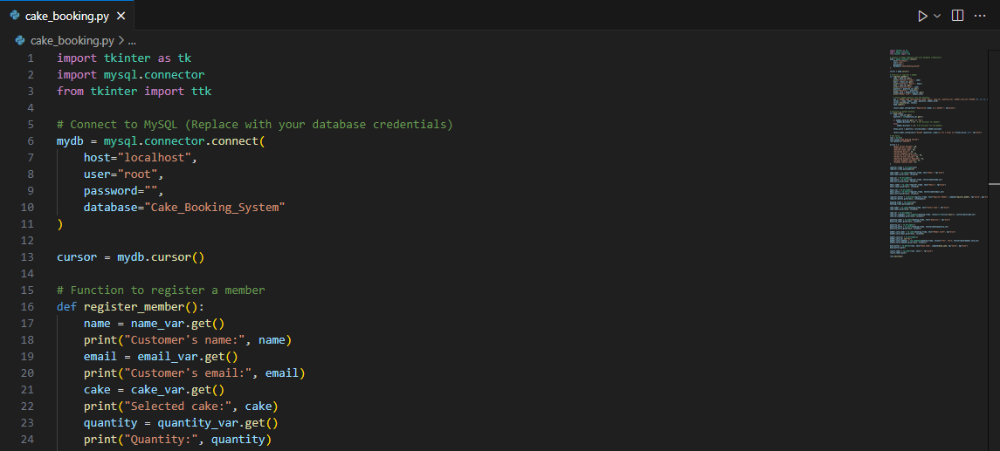 cake_booking.py
cake_booking.py > ...
1 import tkinter as tk
2 import mysql.connector
3 from tkinter import ttk
4
5 # Connect to MySQL (Replace with your database credentials)
6 mydb = mysql.connector.connect(
7     host="localhost",
8     user="root",
9     password="",
10     database="Cake_Booking_System"
11 )
12
13 cursor = mydb.cursor()
14
15 # Function to register a member
16 def register_member():
17     name = name_var.get()
18     print("Customer's name:", name)
19     email = email_var.get()
20     print("Customer's email:", email)
21     cake = cake_var.get()
22     print("Selected cake:", cake)
23     quantity = quantity_var.get()
24     print("Quantity:", quantity)